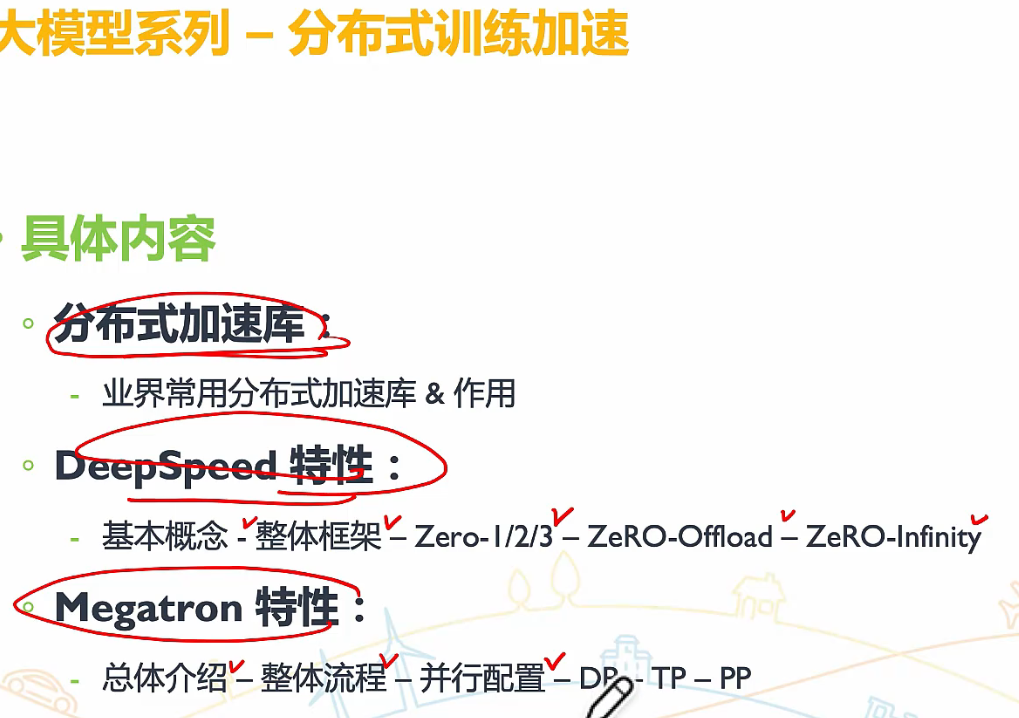 大模型系列 – 分布式训练加速
具体内容
分布式加速库：
- 业界常用分布式加速库 & 作用
DeepSpeed 特性：
- 基本概念 - 整体框架 – Zero-1/2/3 – ZeRO-Offload – ZeRO-Infinity
Megatron 特性：
- 总体介绍 – 整体流程 – 并行配置 – DP - TP – PP